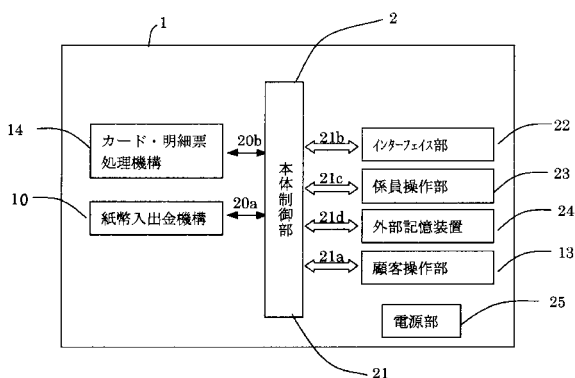 1
2
14
カード・明細票
処理機構
20b
10
紙幣入出金機構
20a
本体制御部
21b
インターフェイス部
22
21c
係員操作部
23
21d
外部記憶装置
24
21a
顧客操作部
13
電源部
25
21